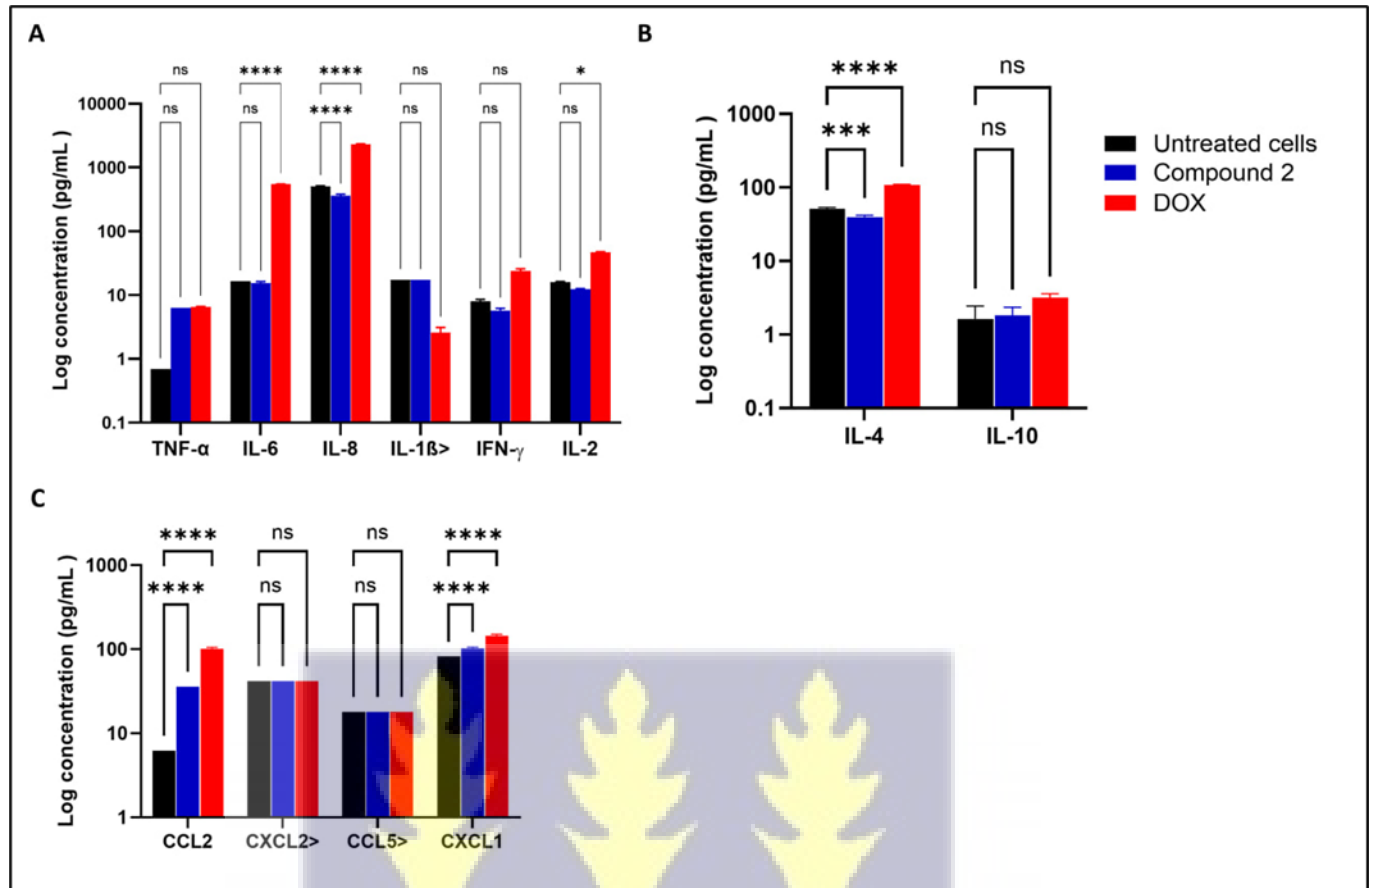 A
ns **** **** ns ns *
ns ns **** ns ns ns
10000
1000
100
10
1
0.1
Log concentration (pg/mL )
TNF-α IL-6 IL-8 IL-1ß> IFN-γ IL-2
B
**** ns
*** ns
1000
100
10
1
0.1
Log concentration (pg/mL )
IL-4 IL-10
Untreated cells
Compound 2
DOX
C
**** ns ns ****
**** ns ns ****
1000
100
10
1
Log concentration (pg/mL )
CCL2 CXCL2> CCL5> CXCL1